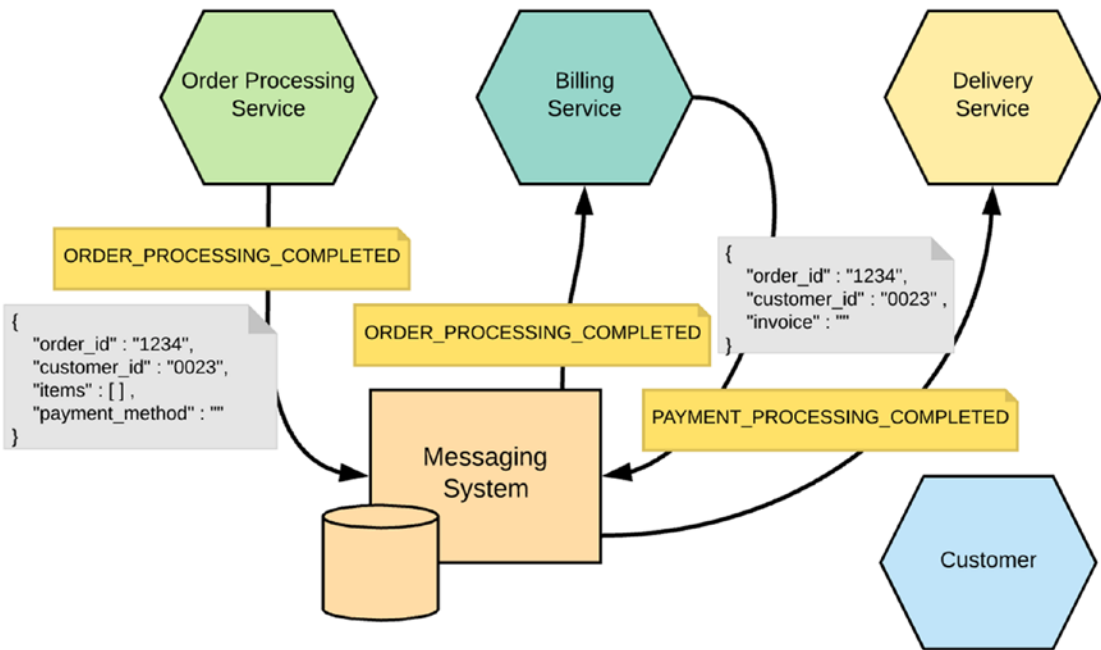 Order Processing
Service
Billing
Service
Delivery
Service
ORDER_PROCESSING_COMPLETED
{
"order_id" : "1234",
"customer_id" : "0023",
"items" : [ ] ,
"payment_method" : ""
}
ORDER_PROCESSING_COMPLETED
{
"order_id" : "1234",
"customer_id" : "0023" ,
"invoice" : ""
}
PAYMENT_PROCESSING_COMPLETED
Messaging
System
Customer